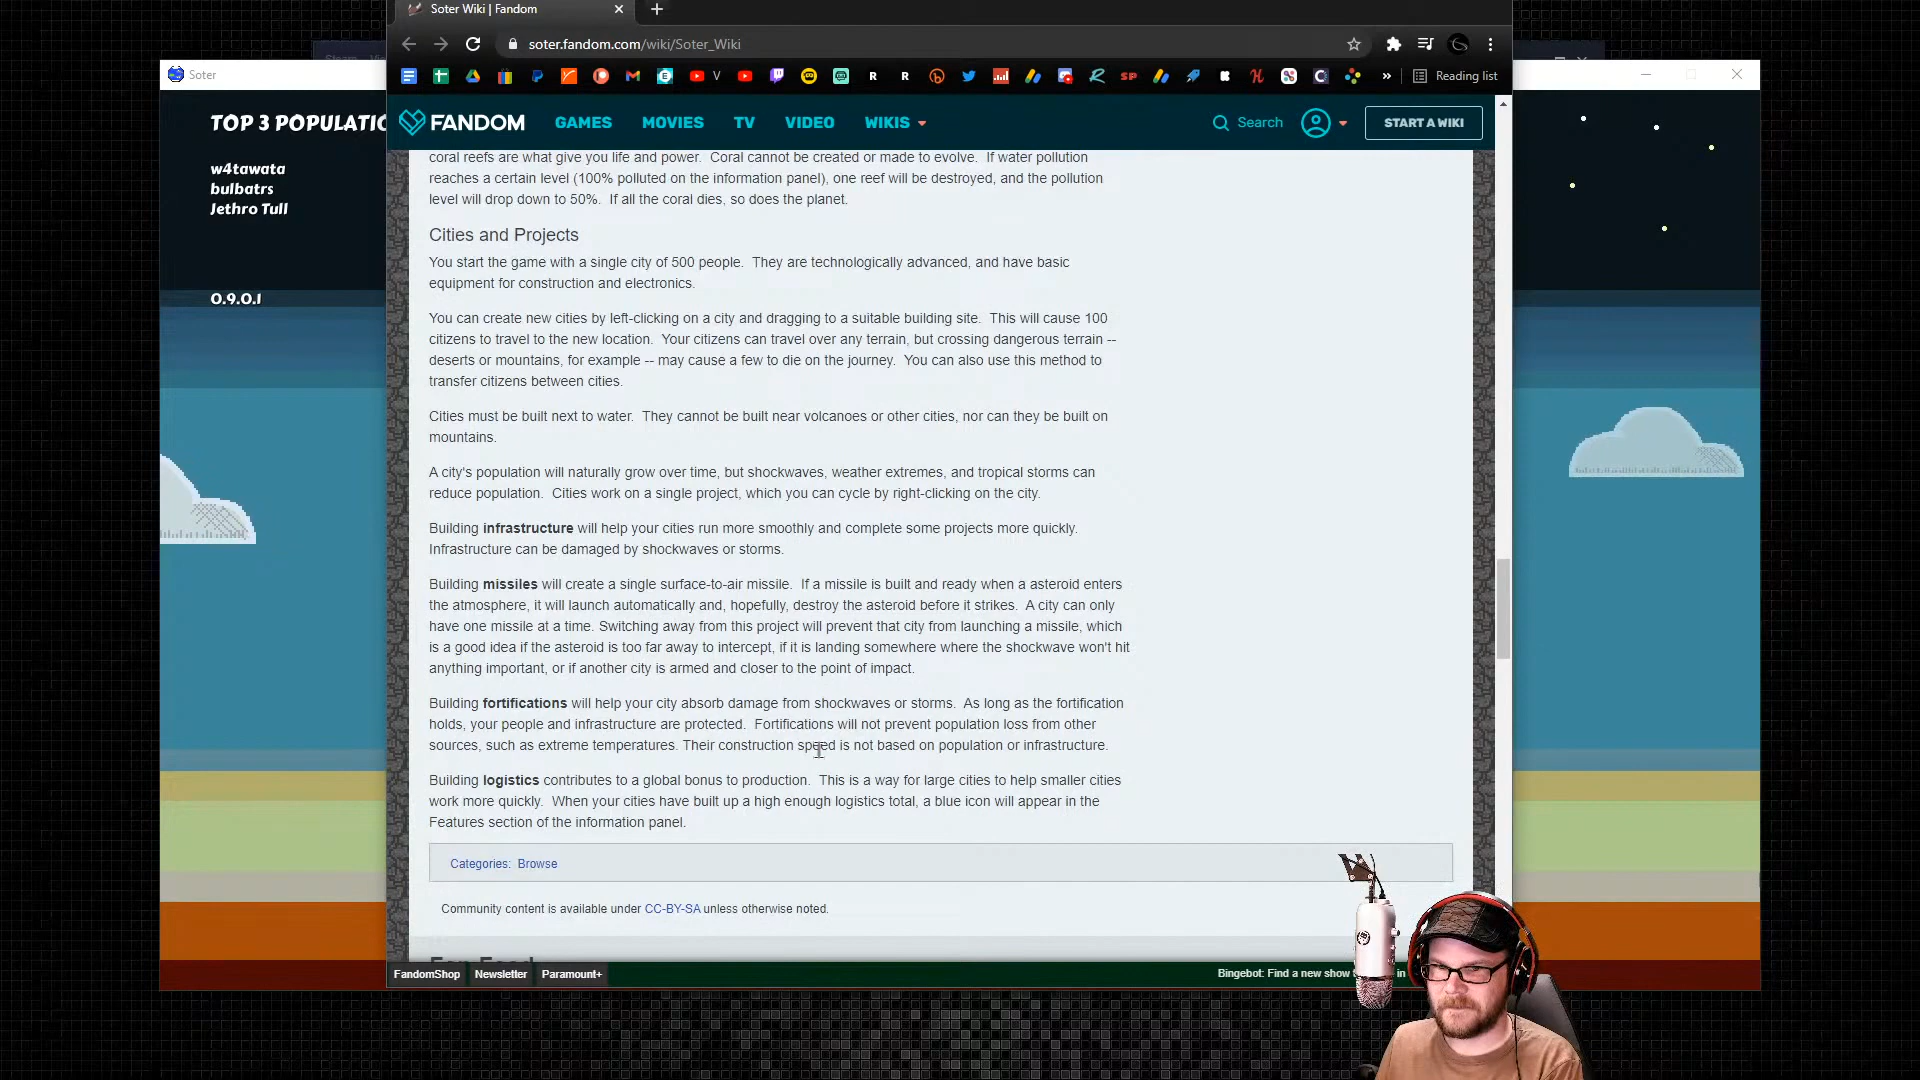 Soter Wiki | Fandom
soter.fandom.com/wiki/Soter_Wiki
Reading list
Soter
FANDOM
GAMES
MOVIES
TV
VIDEO
WIKIS
Search
START A WIKI
TOP 3 POPULATIO
w4tawata
bulbatrs
Jethro Tull
0.9.0.1
coral reefs are what give you life and power. Coral cannot be created or made to evolve. If water pollution
reaches a certain level (100% polluted on the information panel), one reef will be destroyed, and the pollution
level will drop down to 50%. If all the coral dies, so does the planet.
Cities and Projects
You start the game with a single city of 500 people. They are technologically advanced, and have basic
equipment for construction and electronics.
You can create new cities by left-clicking on a city and dragging to a suitable building site. This will cause 100
citizens to travel to the new location. Your citizens can travel over any terrain, but crossing dangerous terrain --
deserts or mountains, for example -- may cause a few to die on the journey. You can also use this method to
transfer citizens between cities.
Cities must be built next to water. They cannot be built near volcanoes or other cities, nor can they be built on
mountains.
A city's population will naturally grow over time, but shockwaves, weather extremes, and tropical storms can
reduce population. Cities work on a single project, which you can cycle by right-clicking on the city.
Building infrastructure will help your cities run more smoothly and complete some projects more quickly.
Infrastructure can be damaged by shockwaves or storms.
Building missiles will create a single surface-to-air missile. If a missile is built and ready when a asteroid enters
the atmosphere, it will launch automatically and, hopefully, destroy the asteroid before it strikes. A city can only
have one missile at a time. Switching away from this project will prevent that city from launching a missile, which
is a good idea if the asteroid is too far away to intercept, if it is landing somewhere where the shockwave won't hit
anything important, or if another city is armed and closer to the point of impact.
Building fortifications will help your city absorb damage from shockwaves or storms. As long as the fortification
holds, your people and infrastructure are protected. Fortifications will not prevent population loss from other
sources, such as extreme temperatures. Their construction speed is not based on population or infrastructure.
Building logistics contributes to a global bonus to production. This is a way for large cities to help smaller cities
work more quickly. When your cities have built up a high enough logistics total, a blue icon will appear in the
Features section of the information panel.
Categories: Browse
Community content is available under CC-BY-SA unless otherwise noted.
FandomShop
Newsletter
Paramount+
Bingebot: Find a new show